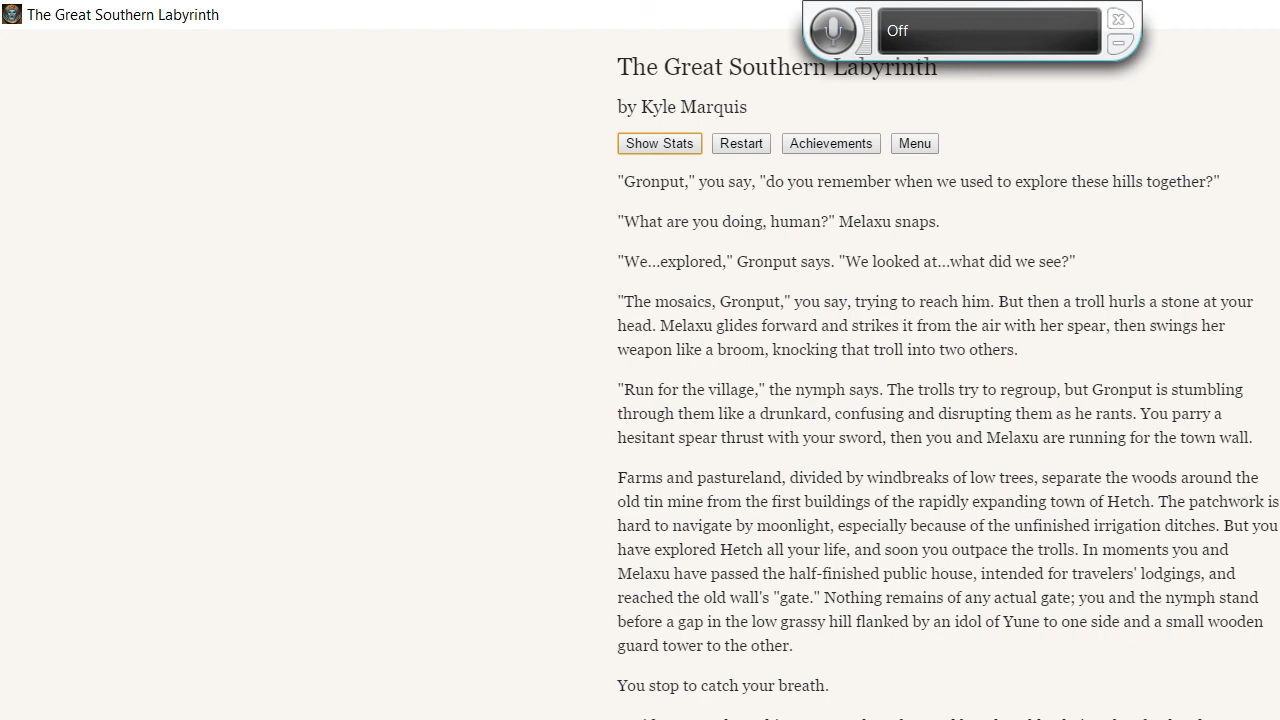 The Great Southern Labyrinth
Off
The Great Southern Labyrinth
by Kyle Marquis
Show Stats Restart Achievements Menu
"Gronput," you say, "do you remember when we used to explore these hills together?"
"What are you doing, human?" Melaxu snaps.
"We...explored," Gronput says. "We looked at...what did we see?"
"The mosaics, Gronput," you say, trying to reach him. But then a troll hurls a stone at your
head. Melaxu glides forward and strikes it from the air with her spear, then swings her
weapon like a broom, knocking that troll into two others.
"Run for the village," the nymph says. The trolls try to regroup, but Gronput is stumbling
through them like a drunkard, confusing and disrupting them as he rants. You parry a
hesitant spear thrust with your sword, then you and Melaxu are running for the town wall.
Farms and pastureland, divided by windbreaks of low trees, separate the woods around the
old tin mine from the first buildings of the rapidly expanding town of Hetch. The patchwork is
hard to navigate by moonlight, especially because of the unfinished irrigation ditches. But you
have explored Hetch all your life, and soon you outpace the trolls. In moments you and
Melaxu have passed the half-finished public house, intended for travelers' lodgings, and
reached the old wall's "gate." Nothing remains of any actual gate; you and the nymph stand
before a gap in the low grassy hill flanked by an idol of Yune to one side and a small wooden
guard tower to the other.
You stop to catch your breath.